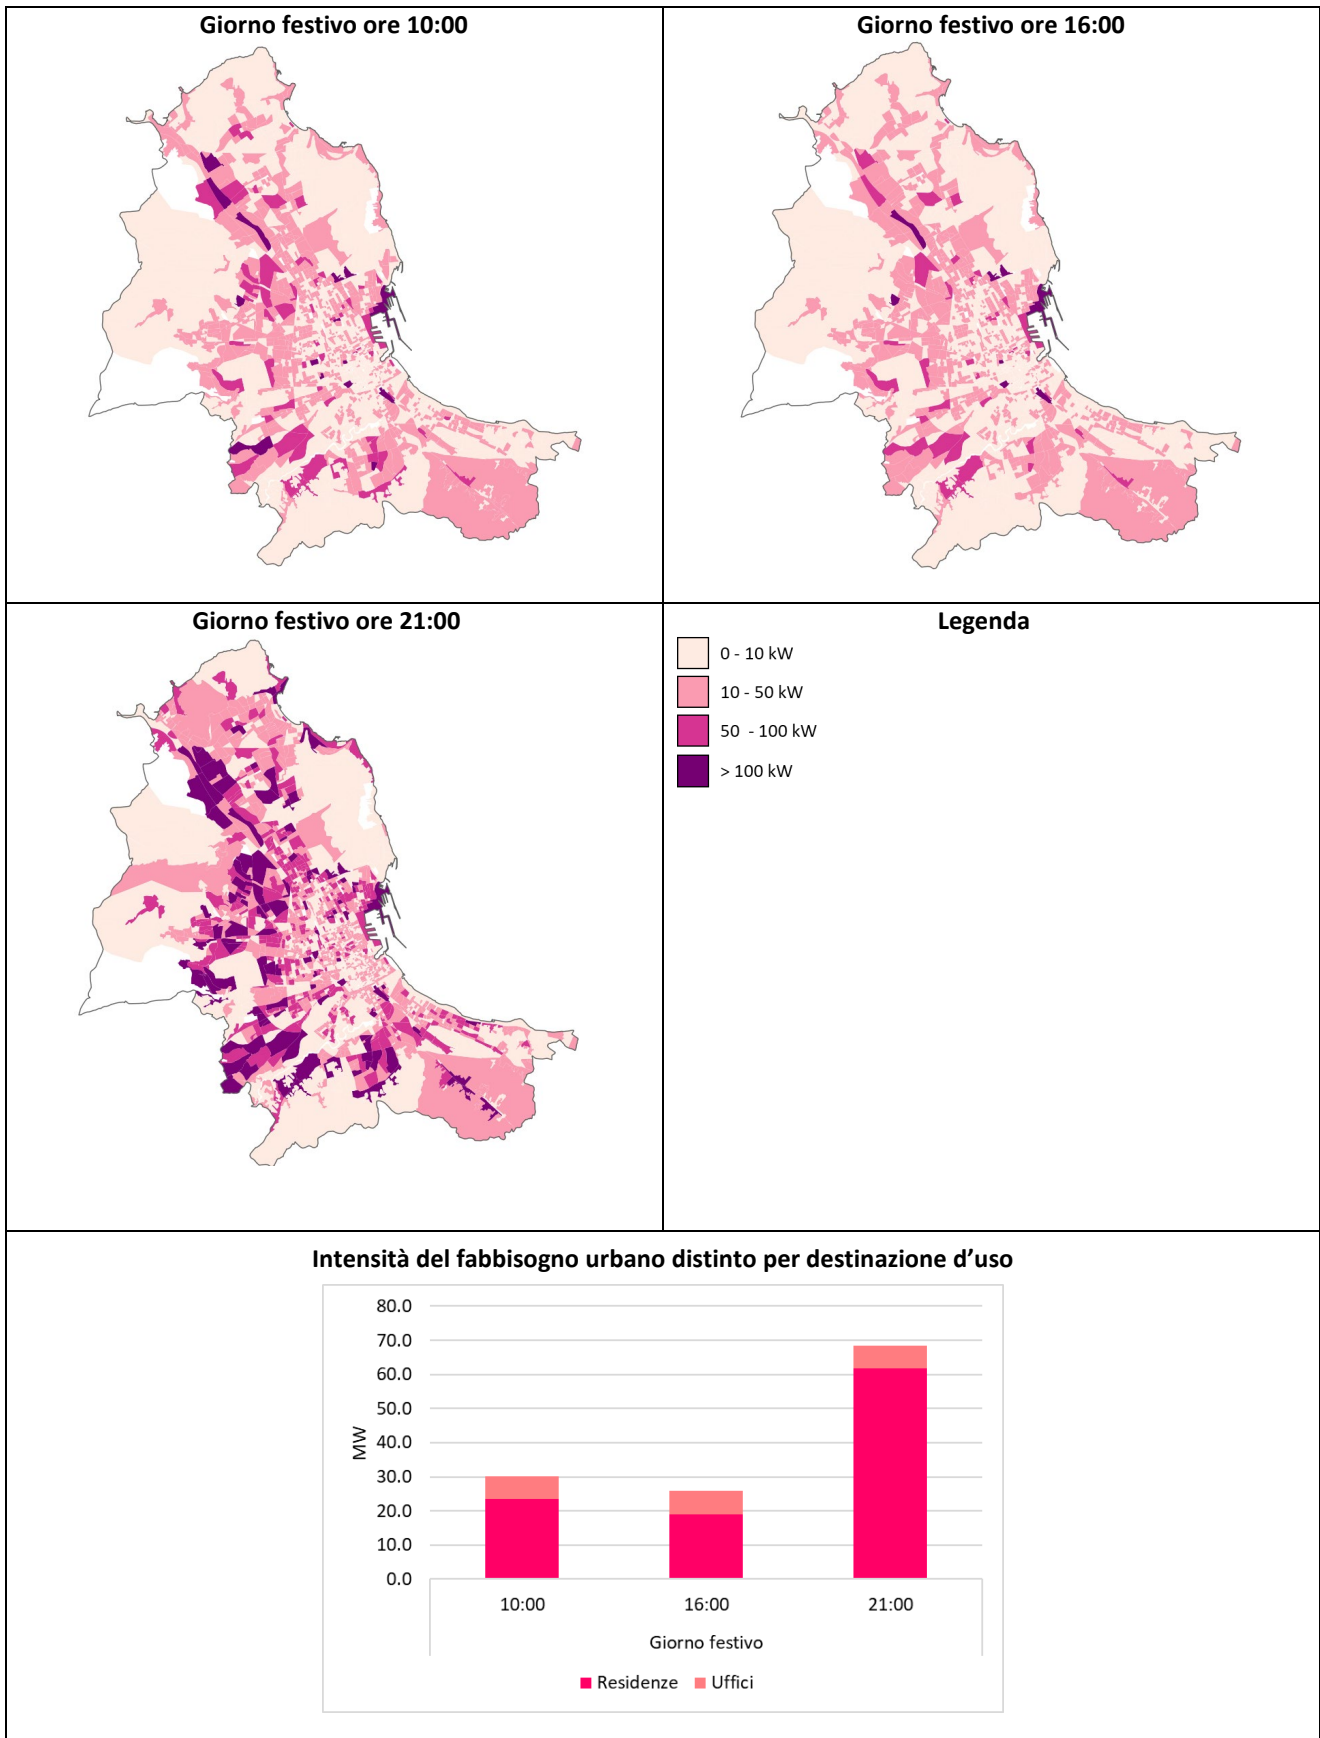 Giorno festivo ore 10:00
Giorno festivo ore 16:00
Giorno festivo ore 21:00
Legenda
0 - 10 kW
10 - 50 kW
50 - 100 kW
> 100 kW
Intensità del fabbisogno urbano distinto per destinazione d’uso
80.0
70.0
60.0
50.0
40.0
30.0
20.0
10.0
0.0
MW
10:00 16:00 21:00
Giorno festivo
Residenze Uffici